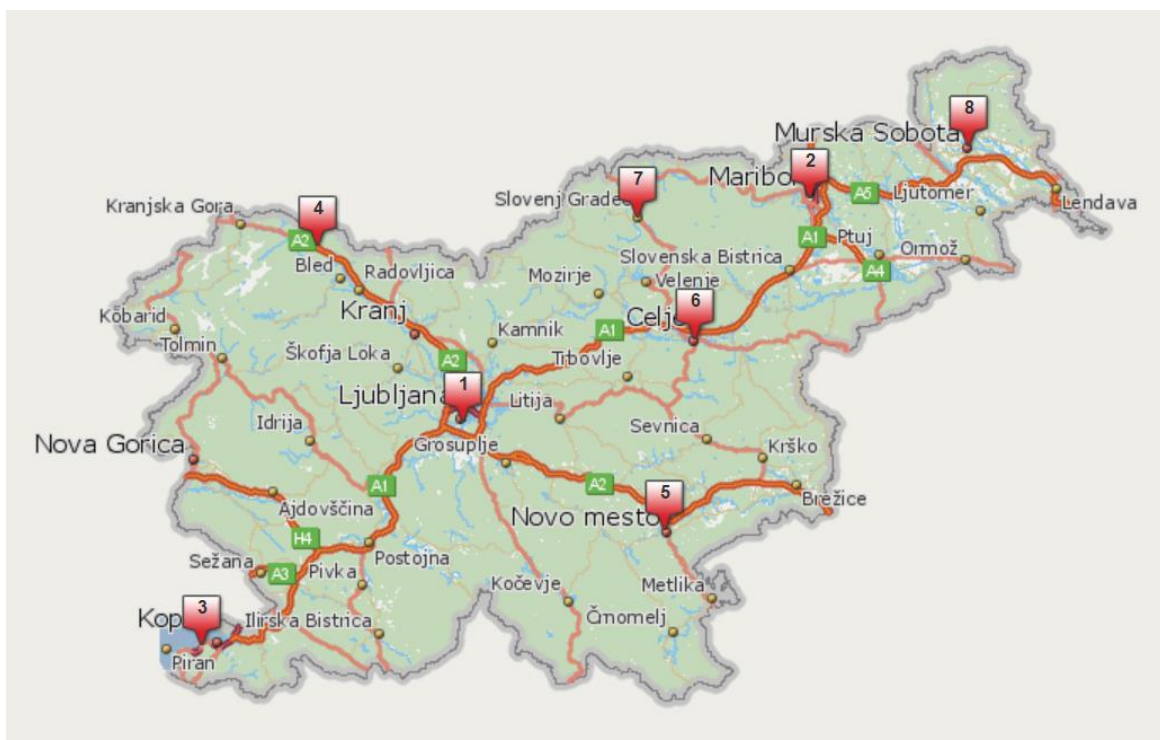 8
Murska Sobota
2
Maribo
7
A5
Ljutomer
Slovenj Grade
Lendava
4
Kranjska Gora
A2
A1
Ptuj
Ormož
Slovenska Bistrica
A4
Bled
Radovljica
Mozirje
Velenje
6
Celje
Kranj
Kobarid
Kamnik
A1
Tolmin
Škofja Loka
A2
Trbovlje
1
Ljubljana
Litija
Idrija
Sevnica
Nova Gorica
Grosuplje
Krško
A1
A2
5
Brežice
Ajdovščina
Novo mesto
H4
Sežana
A3
Pivka
Postojna
Kočevje
Metlika
3
Kop
Ilirska Bistrica
Črnomelj
Piran